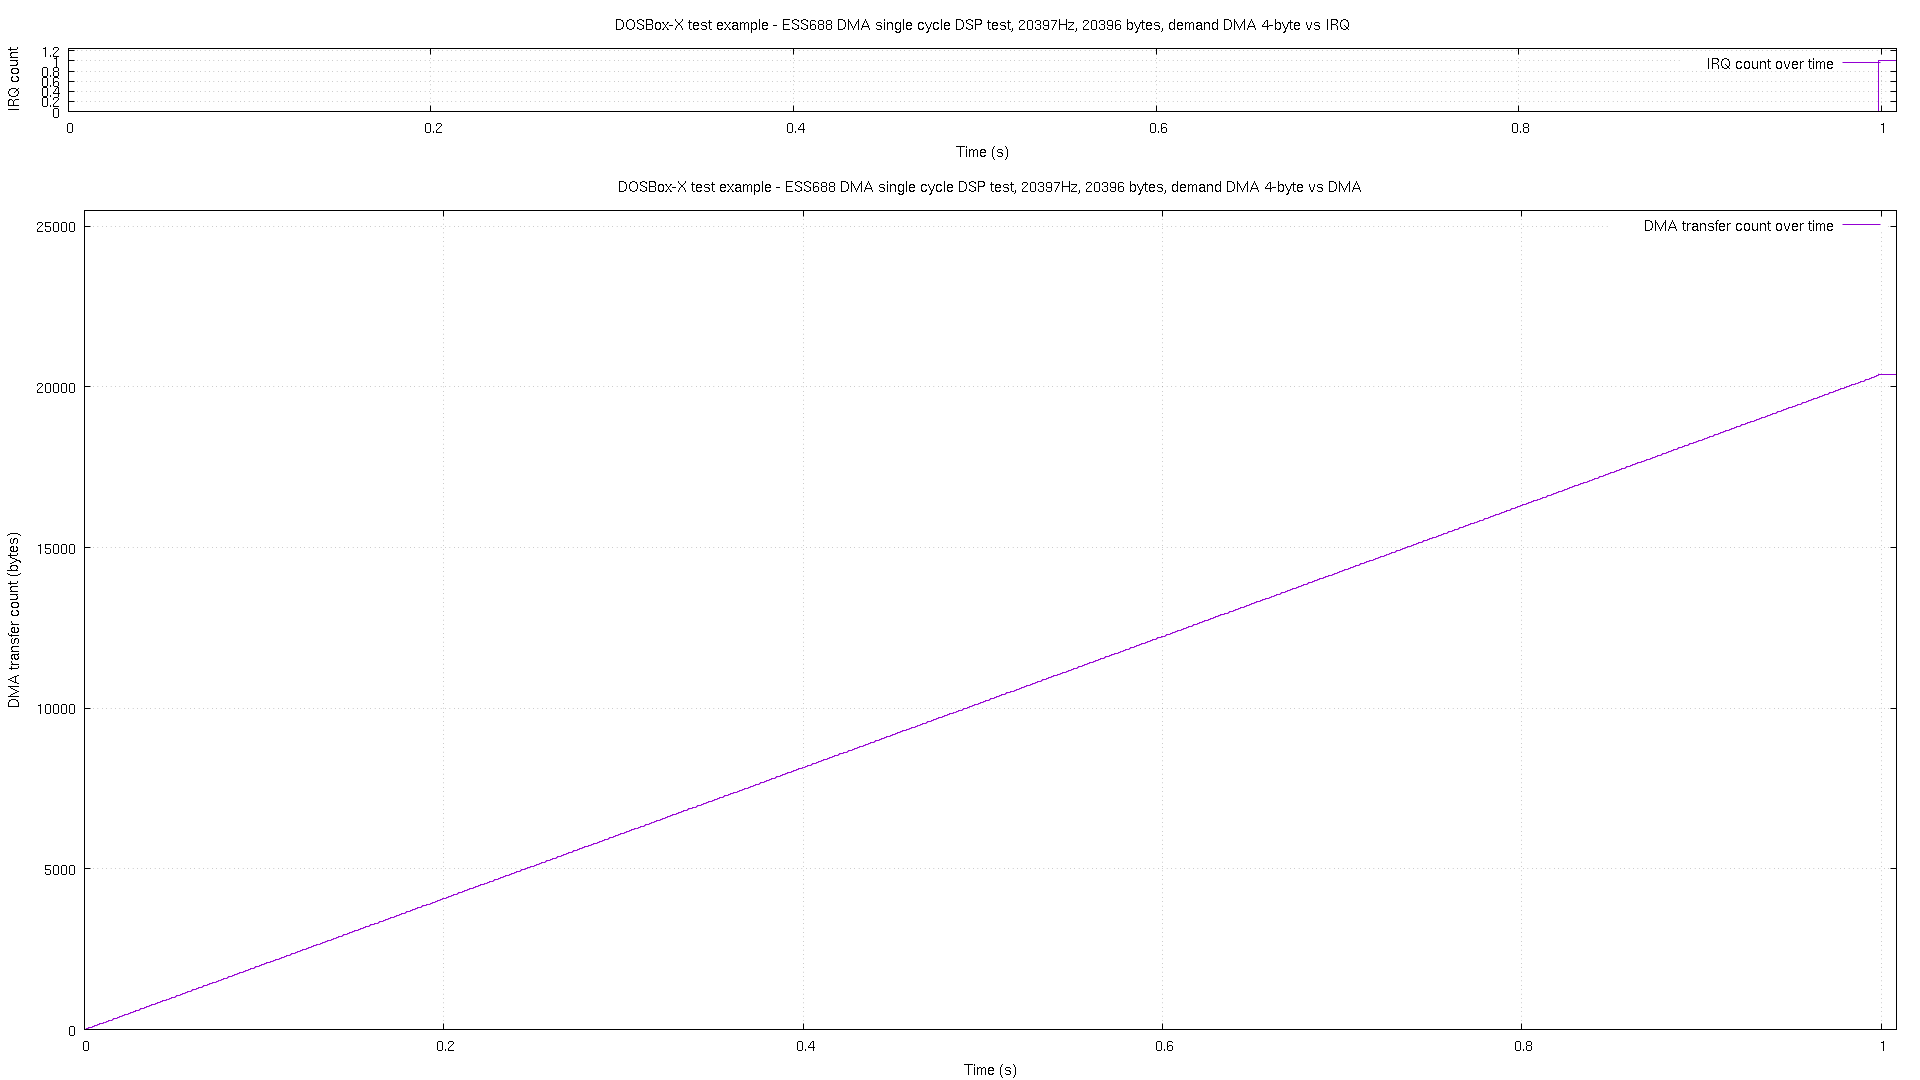 DOSBox-X test example - ESS688 DMA single cycle DSP test, 20397Hz, 20396 bytes, demand DMA 4-byte vs IRQ
IRQ count
1.2
1
0.8
0.6
0.4
0.2
0
IRQ count over time
0 0.2 0.4 0.6 0.8 1
Time (s)
DOSBox-X test example - ESS688 DMA single cycle DSP test, 20397Hz, 20396 bytes, demand DMA 4-byte vs DMA
DMA transfer count (bytes)
25000
20000
15000
10000
5000
0
DMA transfer count over time
0 0.2 0.4 0.6 0.8 1
Time (s)